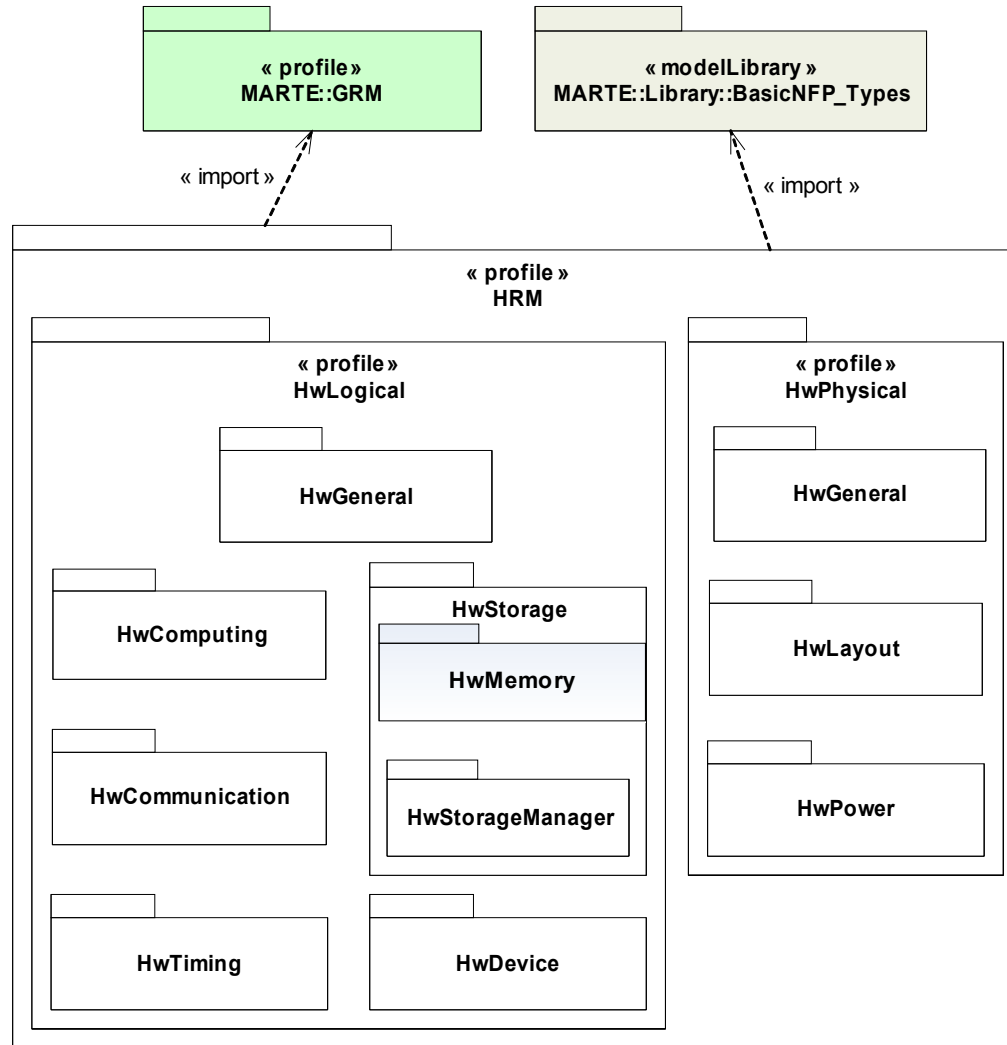 « profile»
MARTE::GRM
« modelLibrary »
MARTE::Library::BasicNFP_Types
« import »
« import »
« profile »
HRM
« profile»
HwLogical
HwGeneral
HwComputing
HwStorage
HwMemory
HwCommunication
HwStorageManager
HwTiming
HwDevice
« profile»
HwPhysical
HwGeneral
HwLayout
HwPower